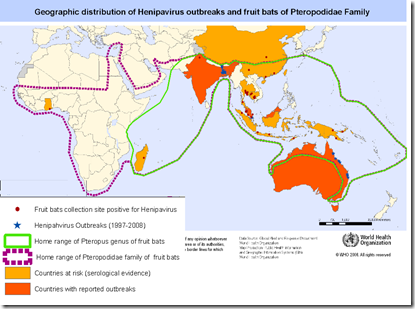 Geographic distribution of Henipavirus outbreaks and fruit bats of Pteropodidae Family
Fruit bats collection site positive for Henipavirus
Henipahvirus Outbreaks (1997-2008)
Home range of Pteropus genus of fruit bats
Home range of Pteropodidae family of fruit bats
Countries at risk (serological evidence)
Countries with reported outbreaks
World Health
Organization
© WHO 2008. All rights reserved